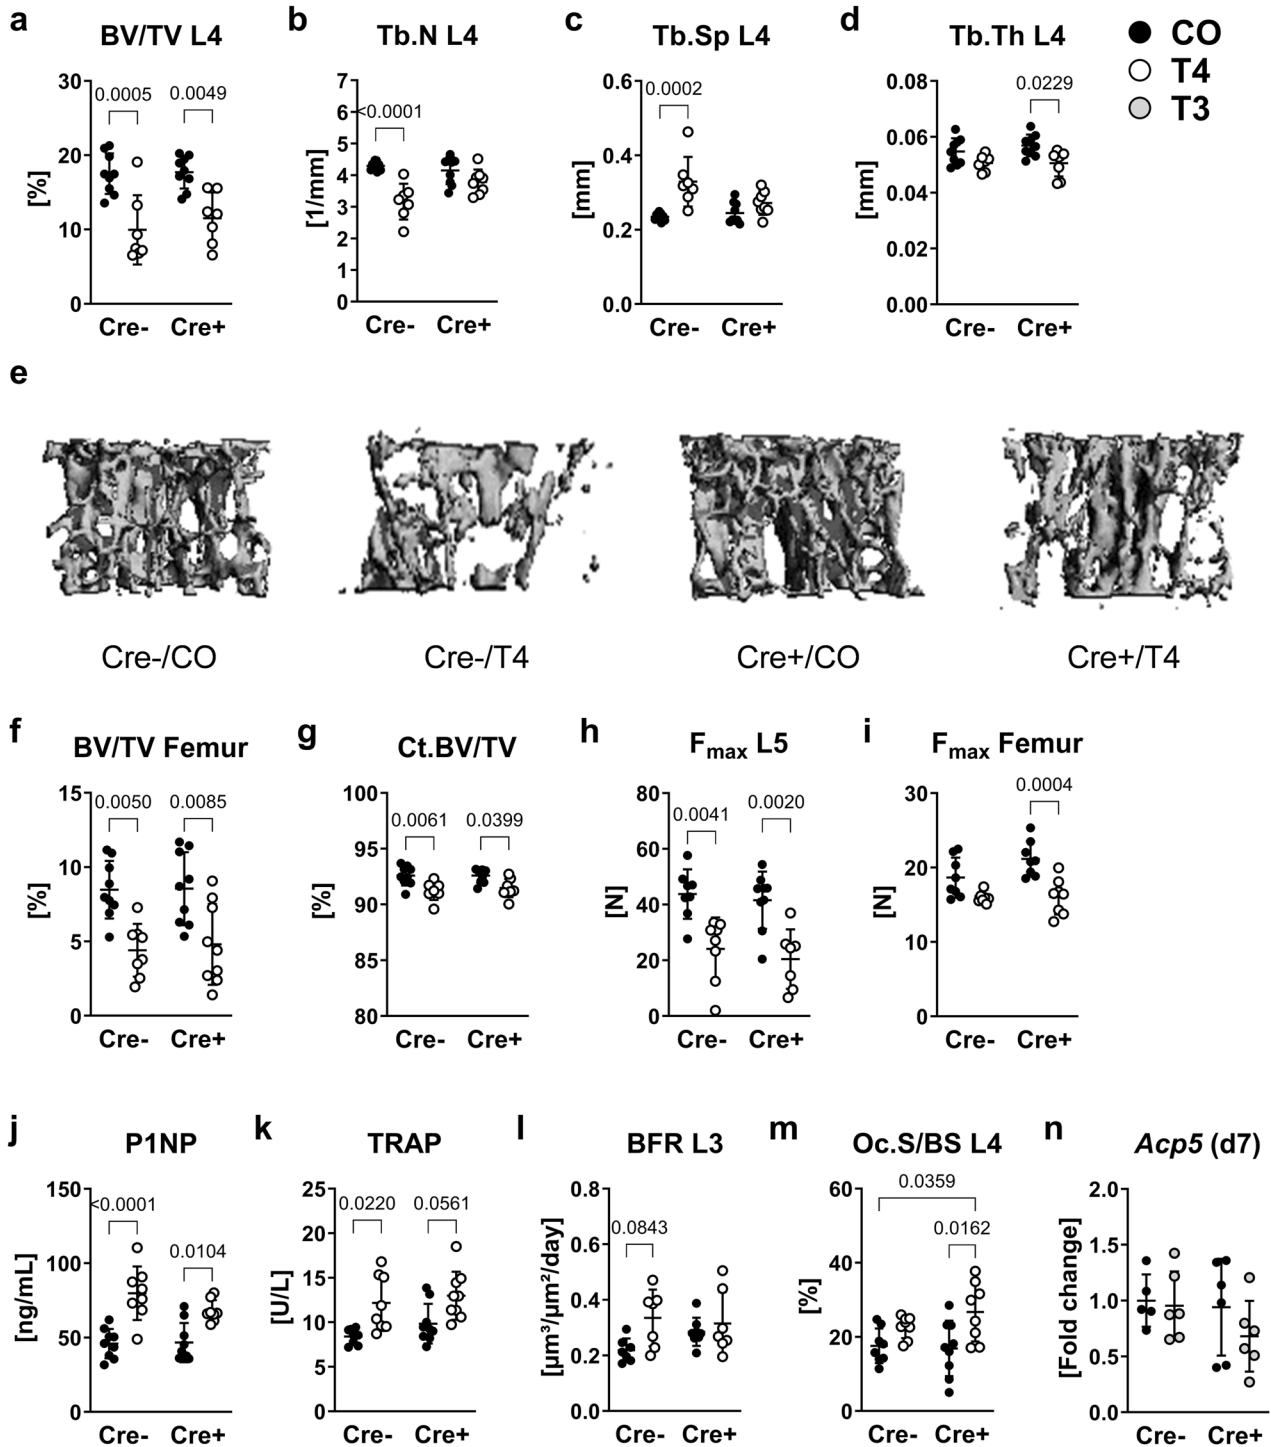 a
BV/TV L4
b
Tb.N L4
c
Tb.Sp L4
d
Tb.Th L4
CO
T4
T3
30
20
10
0
[%]
0.0005
0.0049
Cre-
Cre+
7
6
5
4
3
2
1
0
[1/mm]
<0.0001
Cre-
Cre+
0.6
0.4
0.2
0.0
[mm]
0.0002
Cre-
Cre+
0.08
0.06
0.04
0.02
0.00
[mm]
0.0229
Cre-
Cre+
e
Cre-/CO
Cre-/T4
Cre+/CO
Cre+/T4
f
BV/TV Femur
g
Ct.BV/TV
h
Fmax L5
i
Fmax Femur
15
10
5
0
[%]
0.0050
0.0085
Cre-
Cre+
100
95
90
85
80
[%]
0.0061
0.0399
Cre-
Cre+
80
60
40
20
0
[N]
0.0041
0.0020
Cre-
Cre+
30
20
10
0
[N]
0.0004
Cre-
Cre+
j
P1NP
k
TRAP
l
BFR L3
m
Oc.S/BS L4
n
Acp5 (d7)
150
100
50
0
[ng/mL]
<0.0001
0.0104
Cre-
Cre+
25
20
15
10
5
0
[U/L]
0.0220
0.0561
Cre-
Cre+
0.8
0.6
0.4
0.2
0.0
[µm³/µm²/day]
0.0843
Cre-
Cre+
60
40
20
0
[%]
0.0359
0.0162
Cre-
Cre+
2.0
1.5
1.0
0.5
0.0
[Fold change]
Cre-
Cre+